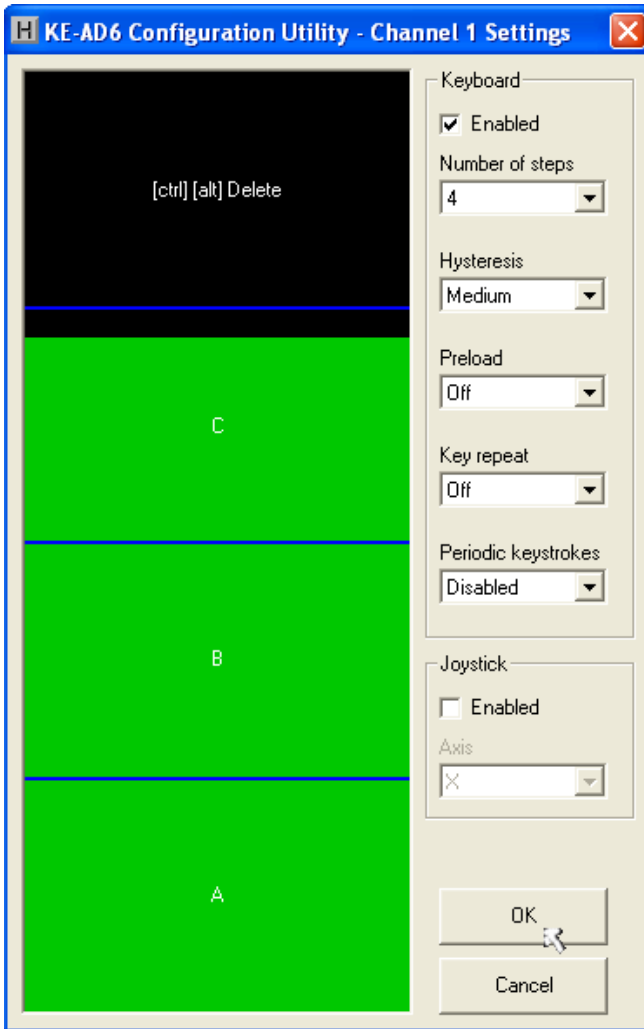 H KE-AD6 Configuration Utility - Channel 1 Settings
[ctrl] [alt] Delete
C
B
A
Keyboard
Enabled
Number of steps
4
Hysteresis
Medium
Preload
Off
Key repeat
Off
Periodic keystrokes
Disabled
Joystick
Enabled
Axis
X
OK
Cancel